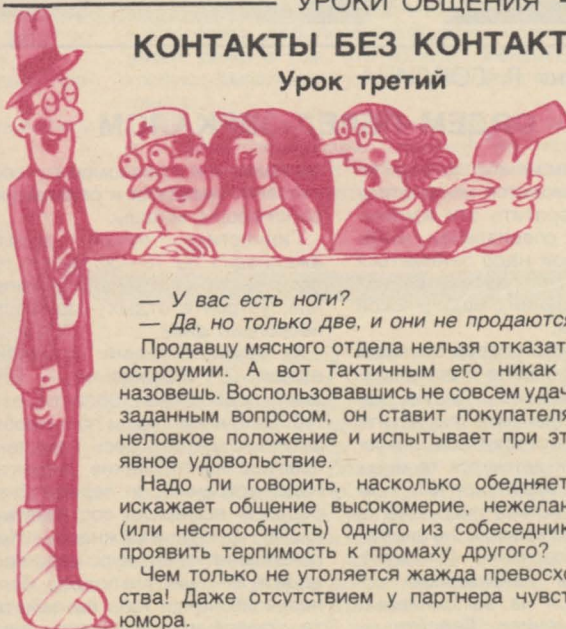 УРОКИ ОБЩЕНИЯ
КОНТАКТЫ БЕЗ КОНТАКТ
Урок третий
— У вас есть ноги?
— Да, но только две, и они не продаются
Продавцу мясного отдела нельзя отказат
остроумии. А вот тактичным его никак
назовешь. Воспользовавшись не совсем удач
заданным вопросом, он ставит покупателя
неловкое положение и испытывает при эт
явное удовольствие.
Надо ли говорить, насколько обедняет
искажает общение высокомерие, нежелан
(или неспособность) одного из собеседник
проявить терпимость к промаху другого?
Чем только не утоляется жажда превосхо
ства! Даже отсутствием у партнера чувст
юмора.